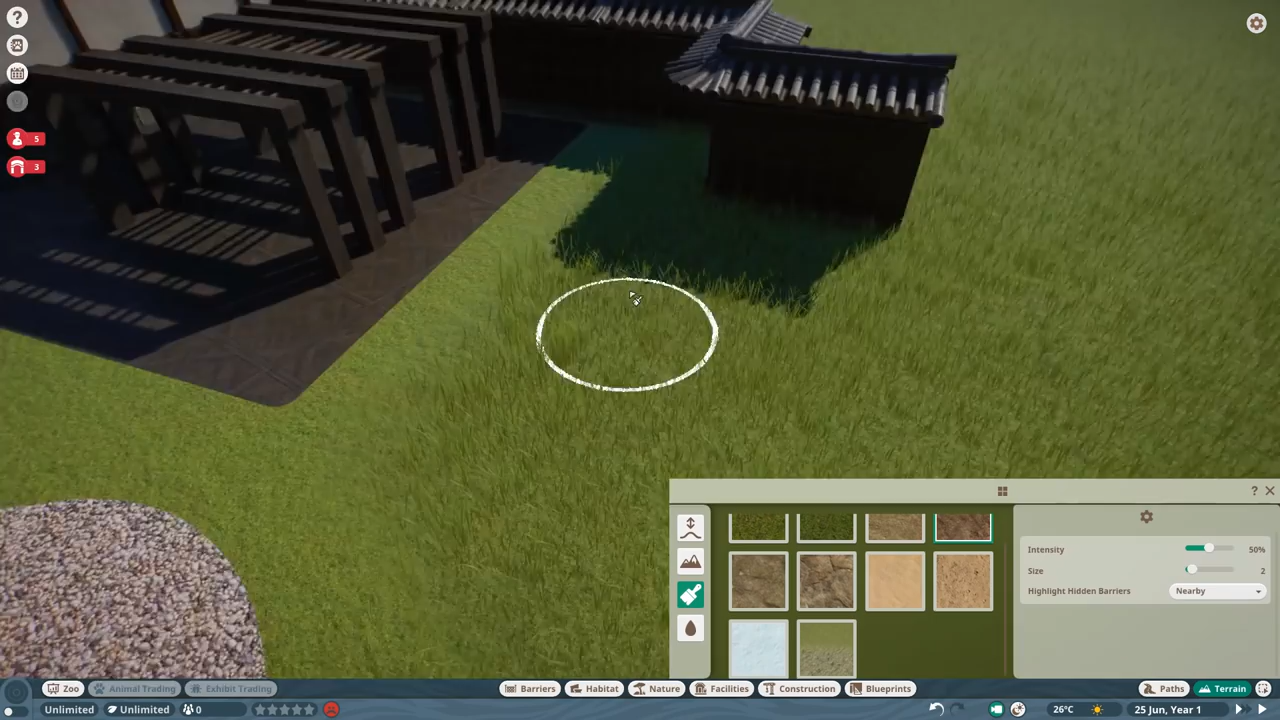 5
3
?
Intensity 50%
Size 2
Highlight Hidden Barriers Nearby
Zoo Animal Trading Exhibit Trading Barriers Habitat Nature Facilities Construction Blueprints Paths Terrain
Unlimited Unlimited 0 26°C 25 Jun, Year 1